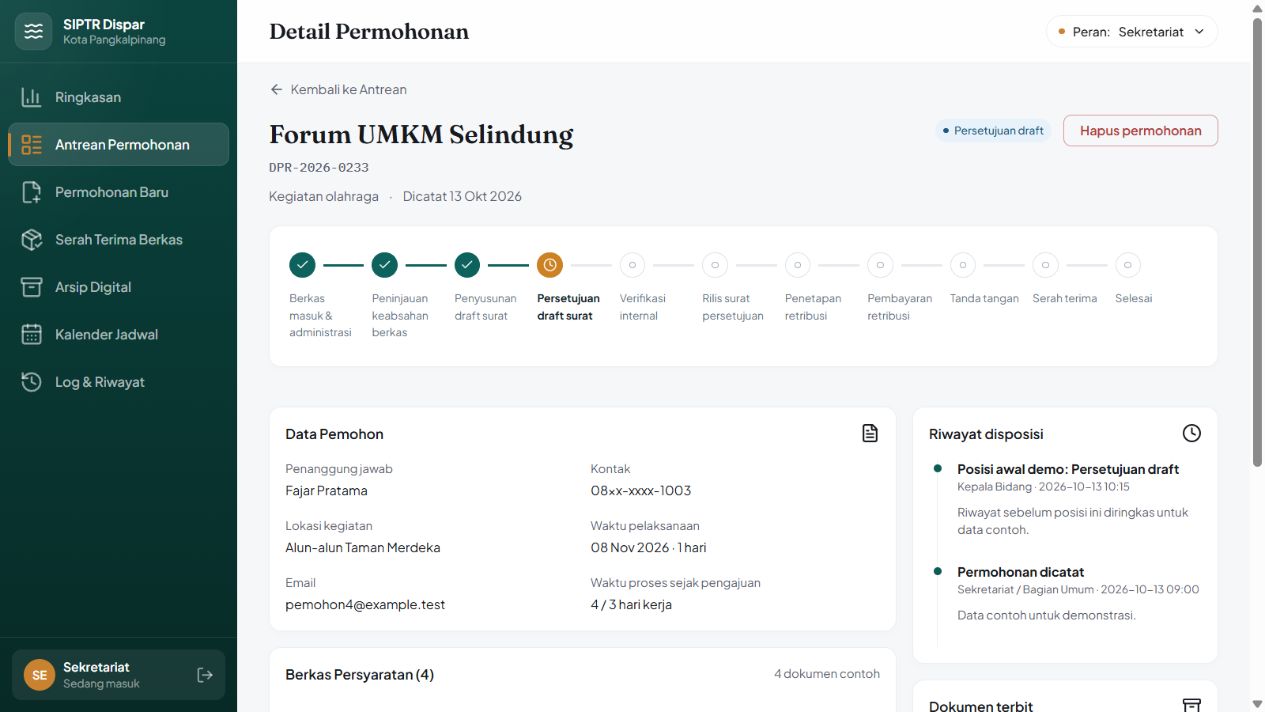 SIPTR Dispar
Kota Pangkalpinang
Ringkasan
Antrean Permohonan
Permohonan Baru
Serah Terima Berkas
Arsip Digital
Kalender Jadwal
Log & Riwayat
SE
Sekretariat
Sedang masuk
Detail Permohonan
Peran: Sekretariat
Kembali ke Antrean
Forum UMKM Selindung
Persetujuan draft
Hapus permohonan
DPR-2026-0233
Kegiatan olahraga · Dicatat 13 Okt 2026
Berkas masuk & administrasi
Peninjauan keabsahan berkas
Penyusunan draft surat
Persetujuan draft surat
Verifikasi internal
Rilis surat persetujuan
Penetapan retribusi
Pembayaran retribusi
Tanda tangan
Serah terima
Selesai
Data Pemohon
Penanggung jawab
Fajar Pratama
Kontak
08xx-xxxx-1003
Lokasi kegiatan
Alun-alun Taman Merdeka
Waktu pelaksanaan
08 Nov 2026 · 1 hari
Email
pemohon4@example.test
Waktu proses sejak pengajuan
4 / 3 hari kerja
Berkas Persyaratan (4)
4 dokumen contoh
Riwayat disposisi
Posisi awal demo: Persetujuan draft
Kepala Bidang · 2026-10-13 10:15
Riwayat sebelum posisi ini diringkas untuk
data contoh.
Permohonan dicatat
Sekretariat / Bagian Umum · 2026-10-13 09:00
Data contoh untuk demonstrasi.
Dokumen terbit